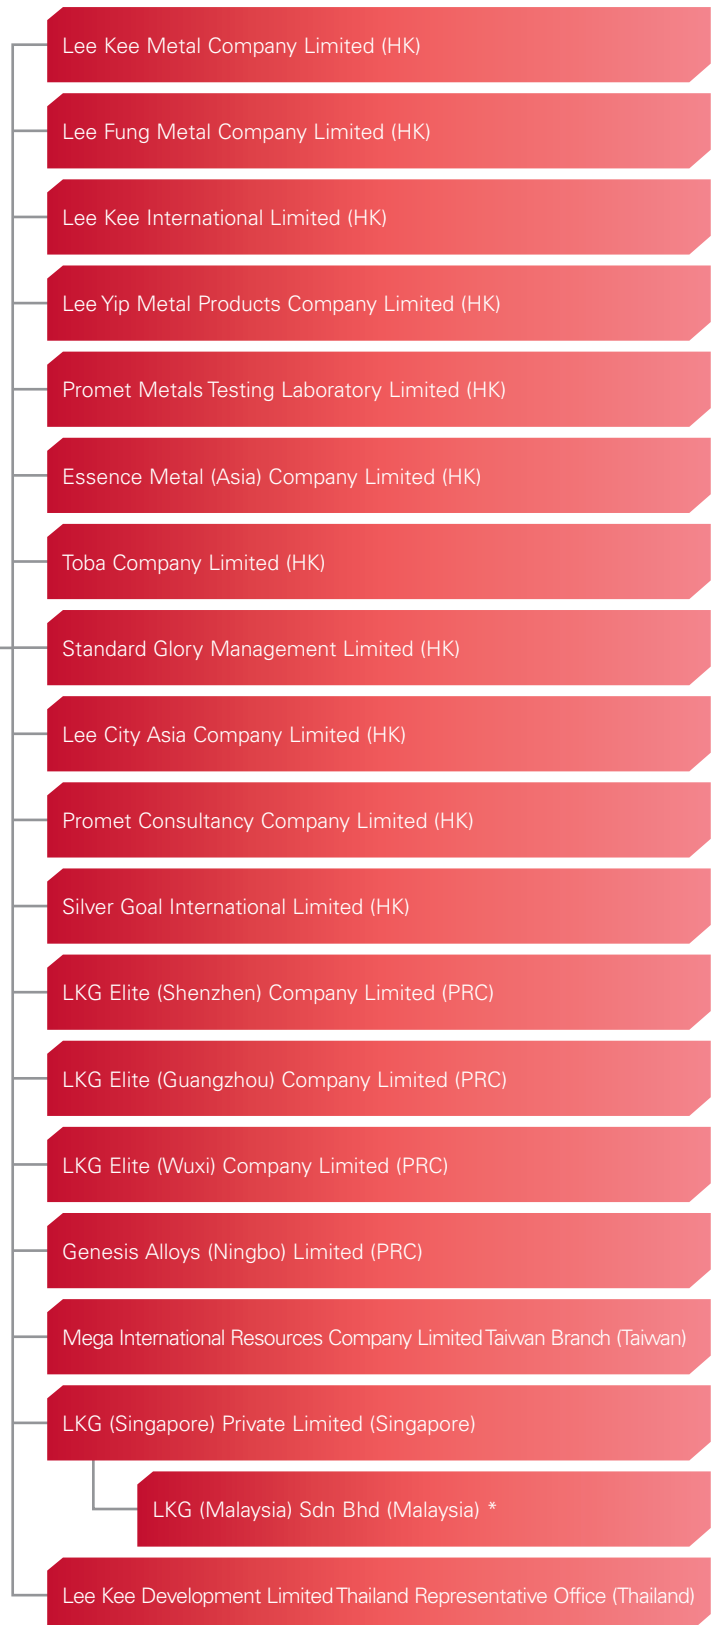 Lee Kee Metal Company Limited (HK)
Lee Fung Metal Company Limited (HK)
Lee Kee International Limited (HK)
Lee Yip Metal Products Company Limited (HK)
Promet Metals Testing Laboratory Limited (HK)
Essence Metal (Asia) Company Limited (HK)
Toba Company Limited (HK)
Standard Glory Management Limited (HK)
Lee City Asia Company Limited (HK)
Promet Consultancy Company Limited (HK)
Silver Goal International Limited (HK)
LKG Elite (Shenzhen) Company Limited (PRC)
LKG Elite (Guangzhou) Company Limited (PRC)
LKG Elite (Wuxi) Company Limited (PRC)
Genesis Alloys (Ningbo) Limited (PRC)
Mega International Resources Company Limited Taiwan Branch (Taiwan)
LKG (Singapore) Private Limited (Singapore)
LKG (Malaysia) Sdn Bhd (Malaysia) *
Lee Kee Development Limited Thailand Representative Office (Thailand)